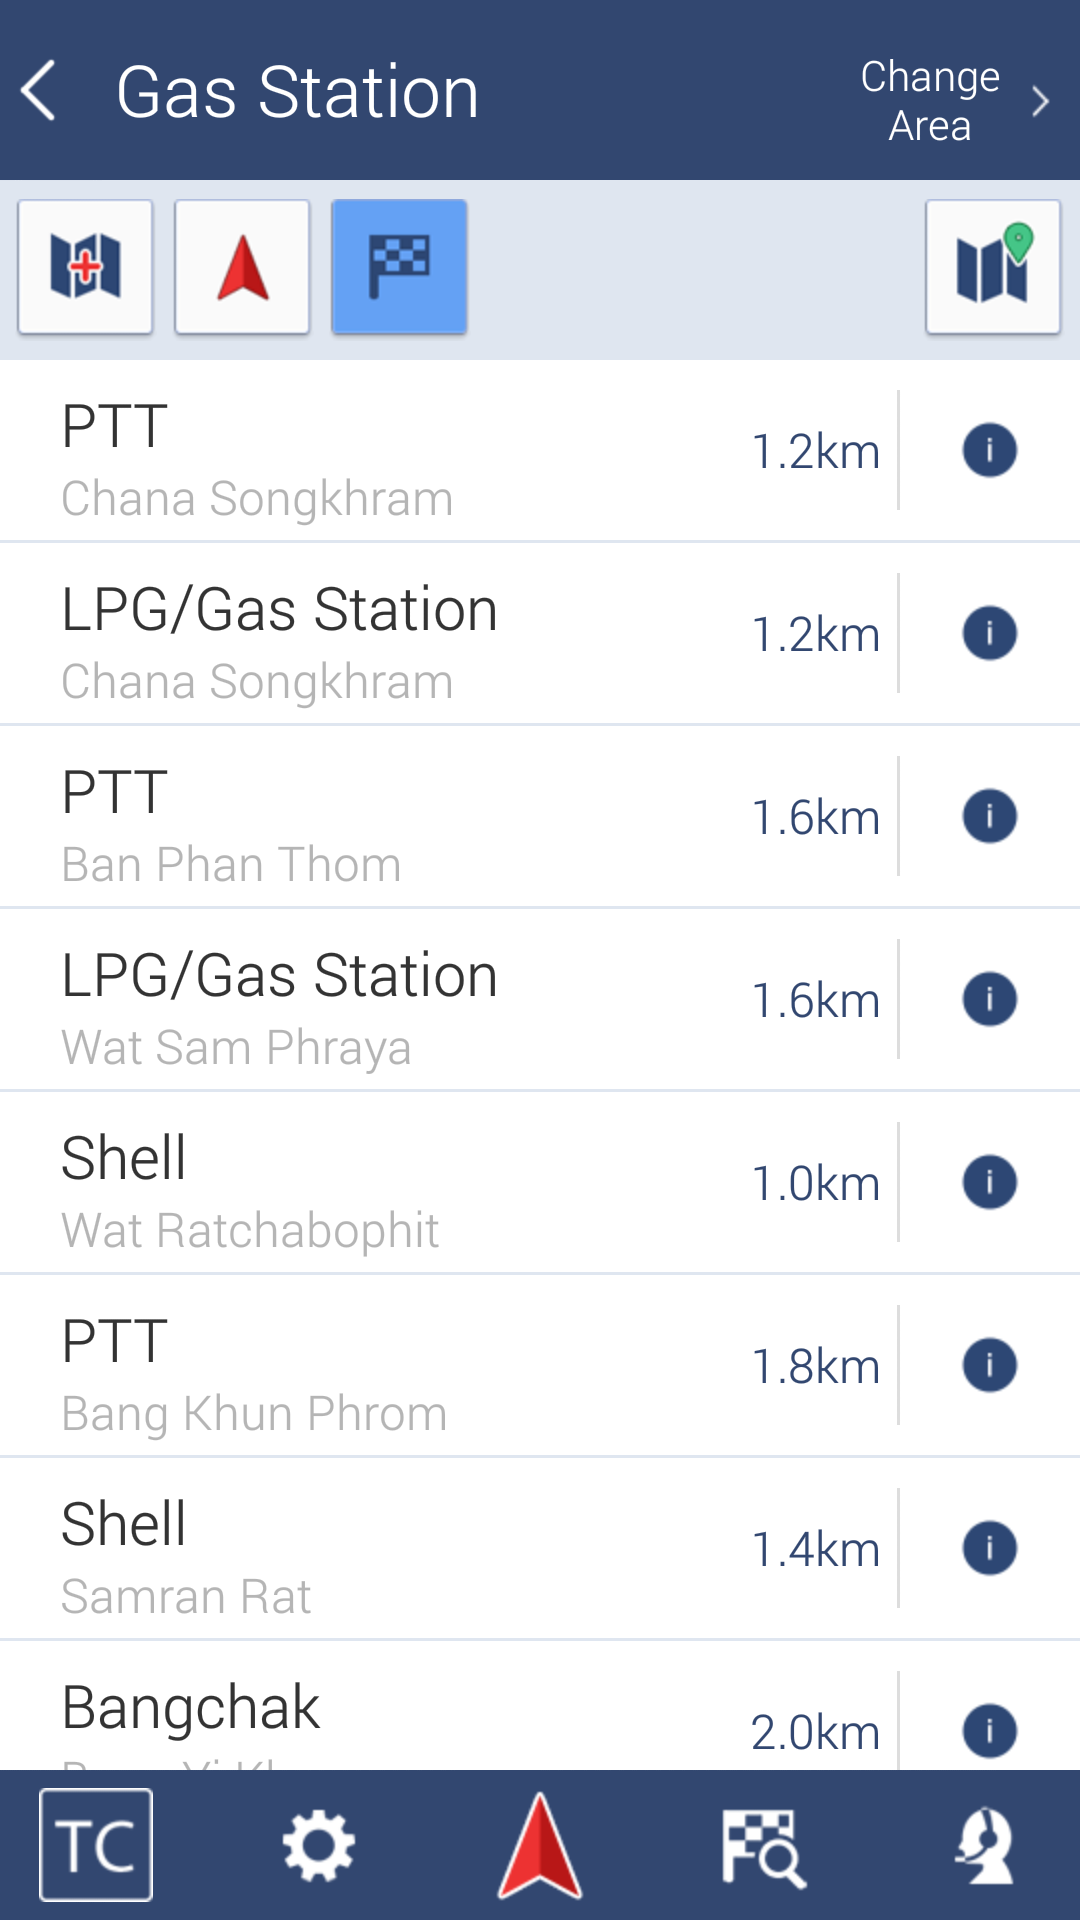 Gas Station
Change
Area
PTT
Chana Songkhram
1.2km
LPG/Gas Station
Chana Songkhram
1.2km
PTT
Ban Phan Thom
1.6km
LPG/Gas Station
Wat Sam Phraya
1.6km
Shell
Wat Ratchabophit
1.0km
PTT
Bang Khun Phrom
1.8km
Shell
Samran Rat
1.4km
Bangchak
2.0km
TC